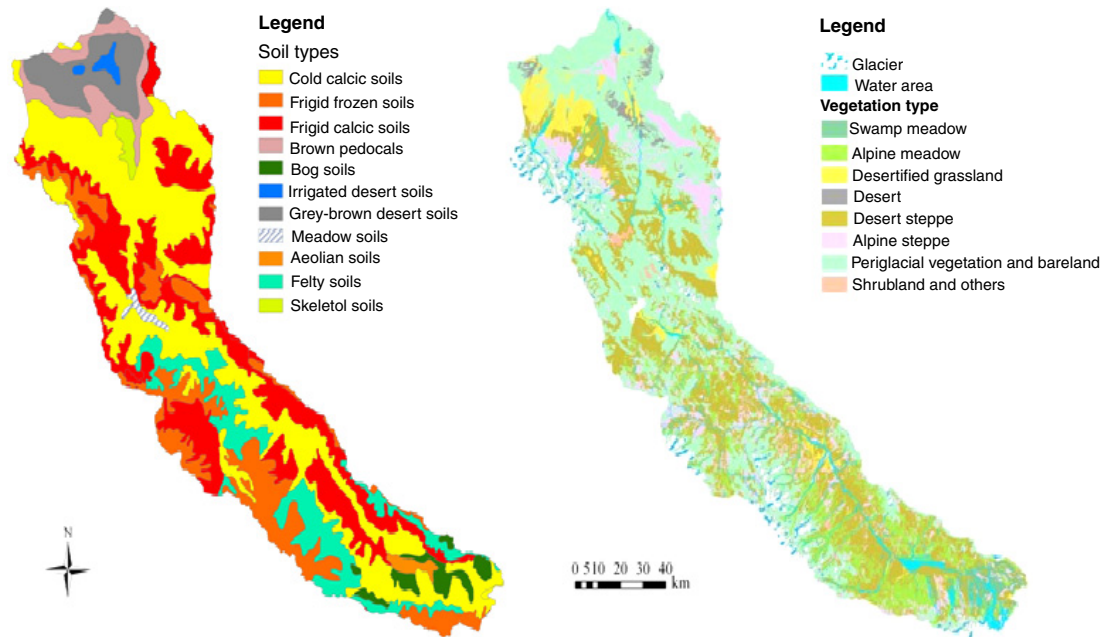 Legend
Soil types
Cold calcic soils
Frigid frozen soils
Frigid calcic soils
Brown pedocals
Bog soils
Irrigated desert soils
Grey-brown desert soils
Meadow soils
Aeolian soils
Felty soils
Skeletol soils
N
Legend
Glacier
Water area
Vegetation type
Swamp meadow
Alpine meadow
Desertified grassland
Desert
Desert steppe
Alpine steppe
Periglacial vegetation and bareland
Shrubland and others
0 5 10 20 30 40
km